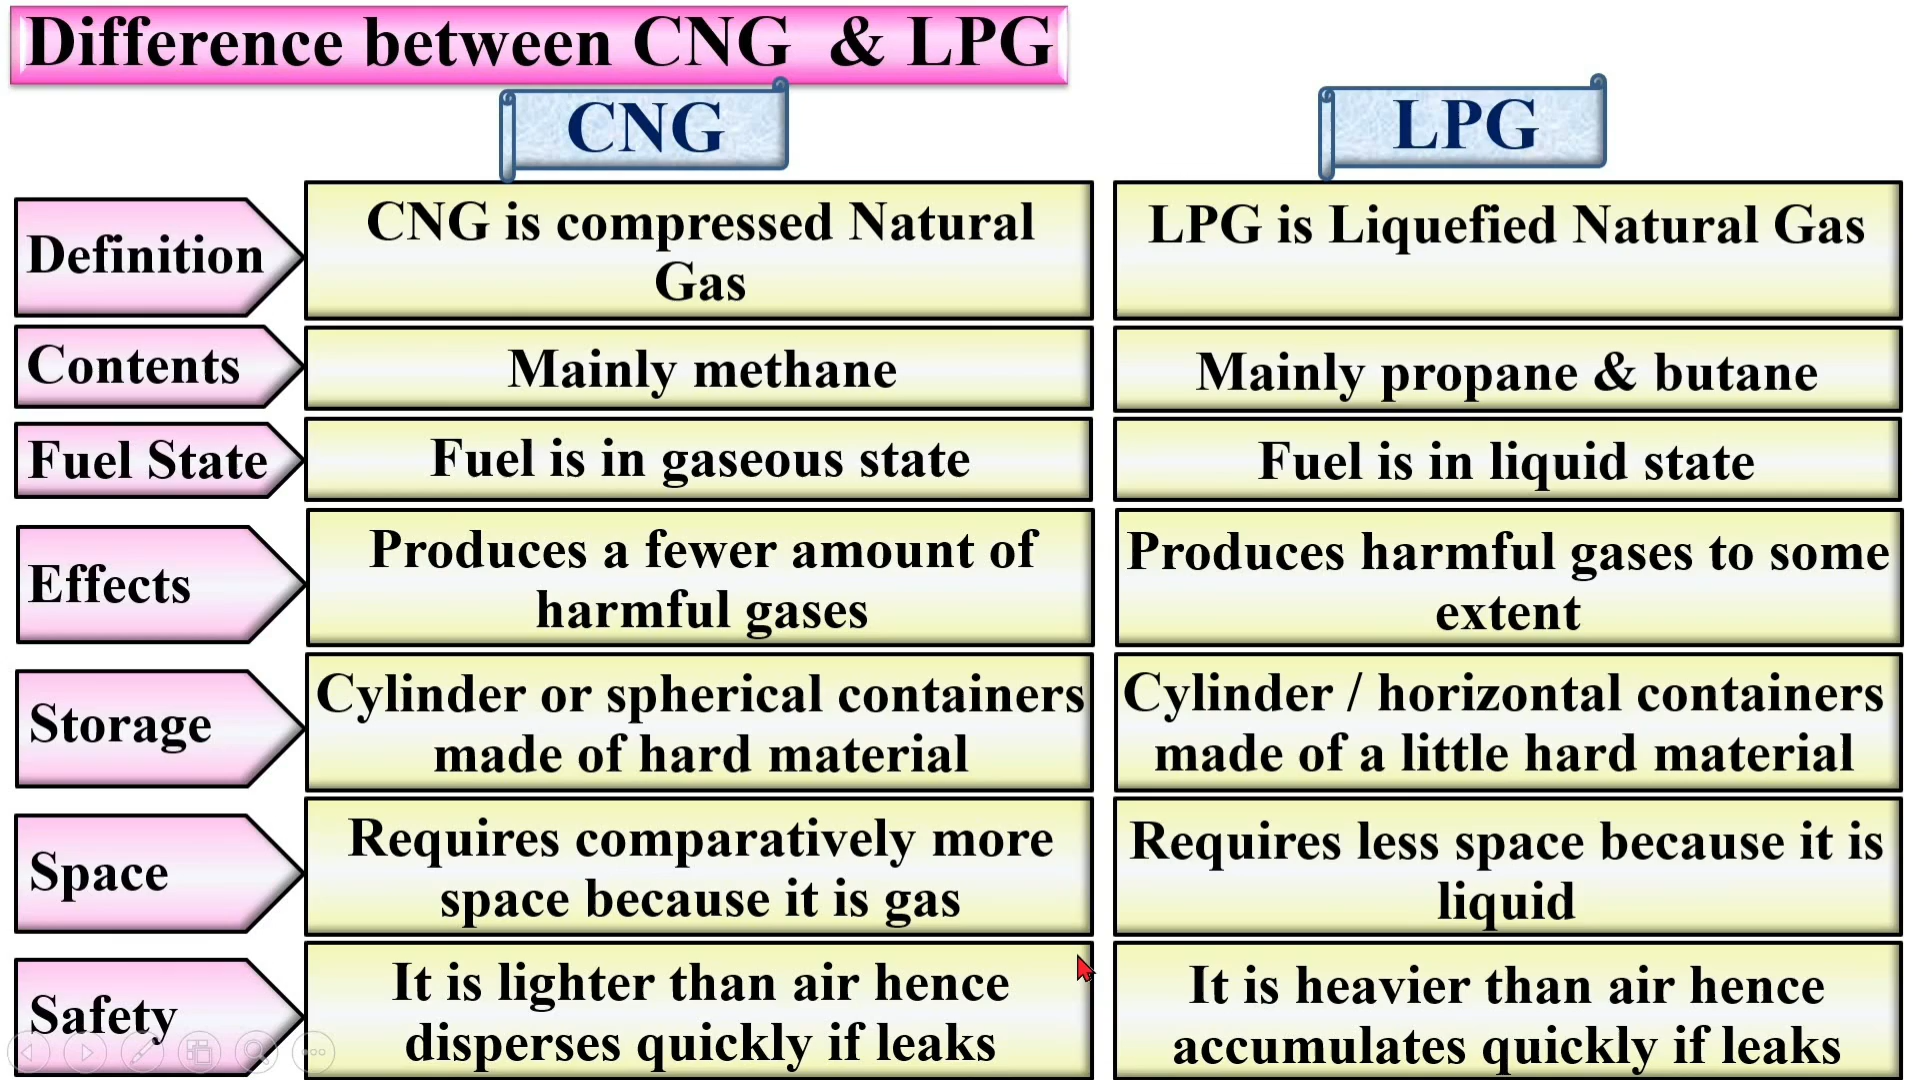 Difference between CNG & LPG
CNG
LPG
Definition
CNG is compressed Natural
Gas
LPG is Liquefied Natural Gas
Contents
Mainly methane
Mainly propane & butane
Fuel State
Fuel is in gaseous state
Fuel is in liquid state
Effects
Produces a fewer amount of
harmful gases
Produces harmful gases to some
extent
Storage
Cylinder or spherical containers
made of hard material
Cylinder / horizontal containers
made of a little hard material
Space
Requires comparatively more
space because it is gas
Requires less space because it is
liquid
Safety
It is lighter than air hence
disperses quickly if leaks
It is heavier than air hence
accumulates quickly if leaks